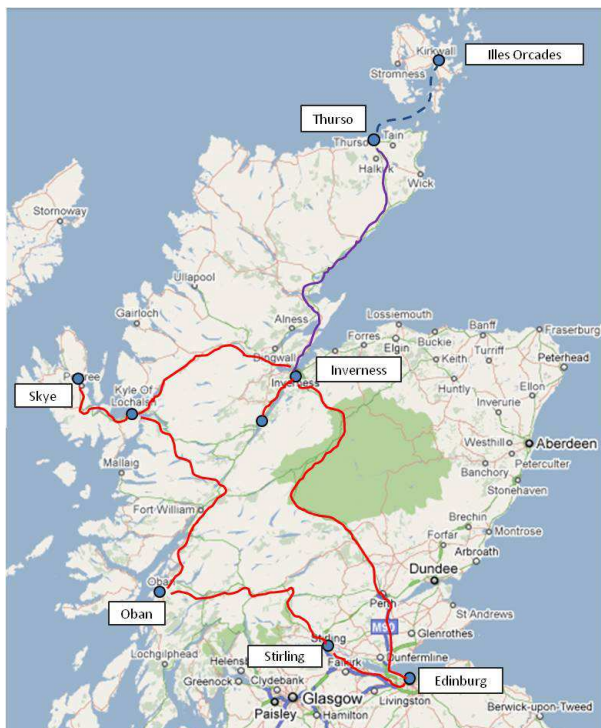 Kirkwall
Illes Orcades
Stromness
Thurso
Thurso
Tain
Halkirk
Wick
Stornoway
Ullapool
Gairloch
Alness
Lossiemouth
Banff
Fraserburg
Elgin
Buckie
Forres
Keith
Turriff
Dingwall
Peterhead
Inverness
Inverness
Portree
Huntly
Ellon
Skye
Kyle Of
Lochalsh
Inverurie
Westhill
Aberdeen
Peterculter
Mallaig
Banchory
Stonehaven
Fort William
Brechin
Montrose
Forfar
Arbroath
Oban
Dundee
Oban
Perth
St Andrews
M90
Glenrothes
Stirling
Stirling
Lochgilphead
Dunfermline
Helens
Falkirk
Edinburg
Greenock
Clydebank
Livingston
Glasgow
Paisley
Hamilton
Berwick-upon-Tweed